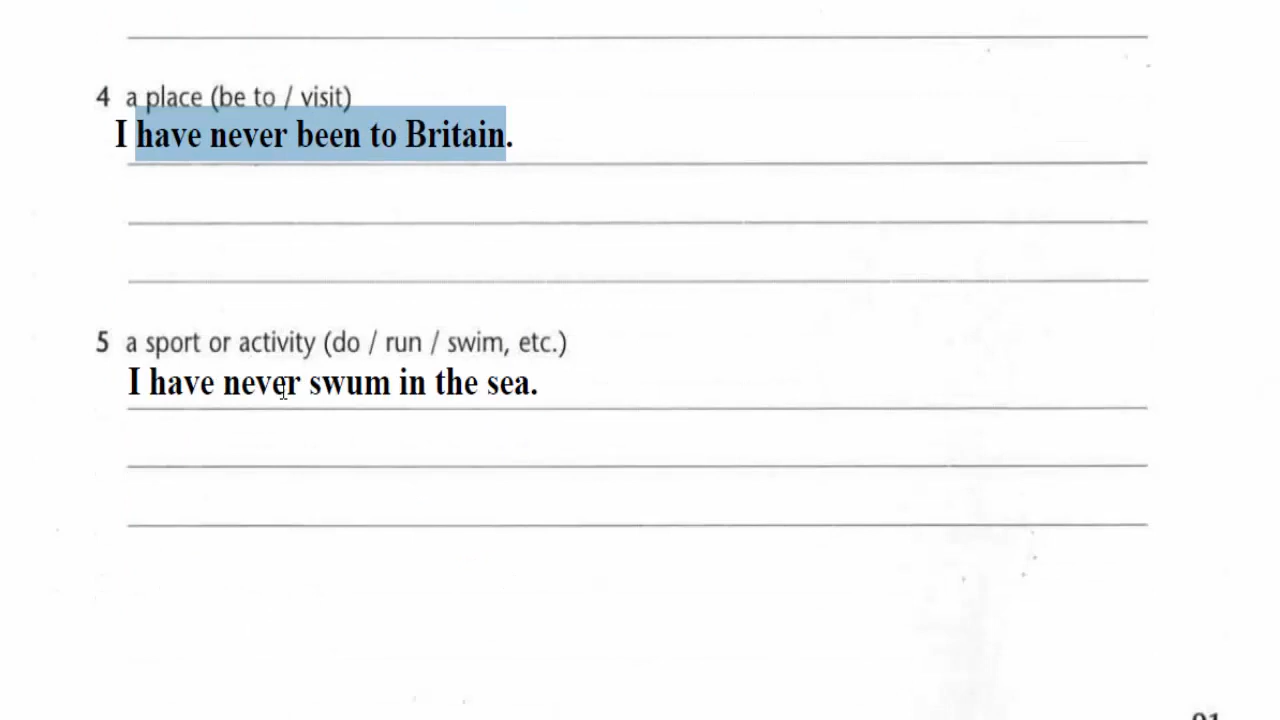 4 a place (be to / visit)
I have never been to Britain.
5 a sport or activity (do / run / swim, etc.)
I have never swum in the sea.